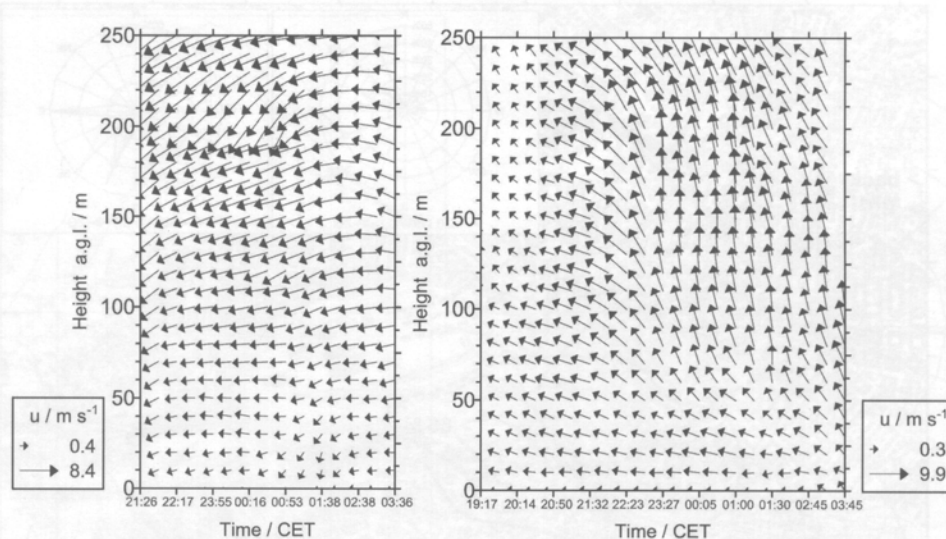 250
200
150
100
50
0
Height a.g.l. / m
21:26 22:17 23:55 00:16 00:53 01:38 02:38 03:36
Time / CET
u / m s⁻¹
0.4
8.4
250
200
150
100
50
0
Height a.g.l. / m
19:17 20:14 20:50 21:32 22:23 23:27 00:05 01:00 01:30 02:45 03:45
Time / CET
u / m s⁻¹
0.3
9.9